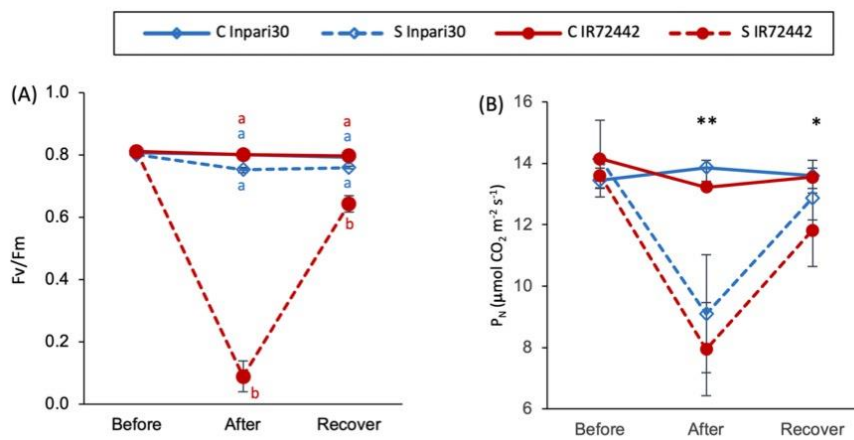 C Inpari30 S Inpari30 C IR72442 S IR72442
(A)
Fv/Fm
1.0
0.8
0.6
0.4
0.2
0.0
a a
a a
a a
b
b
Before After Recover
(B)
P_N (μmol CO₂ m⁻² s⁻¹)
16
14
12
10
8
6
** *
Before After Recover